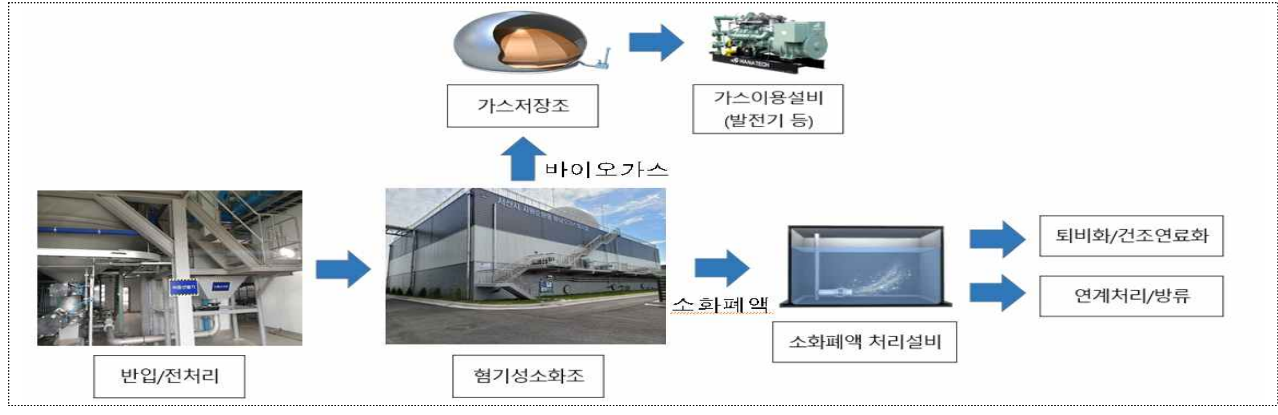 가스저장조
가스이용설비
(발전기 등)
HANATECH
바이오가스
퇴비화/건조연료화
소화폐액
연계처리/방류
반입/전처리
혐기성소화조
소화폐액 처리설비